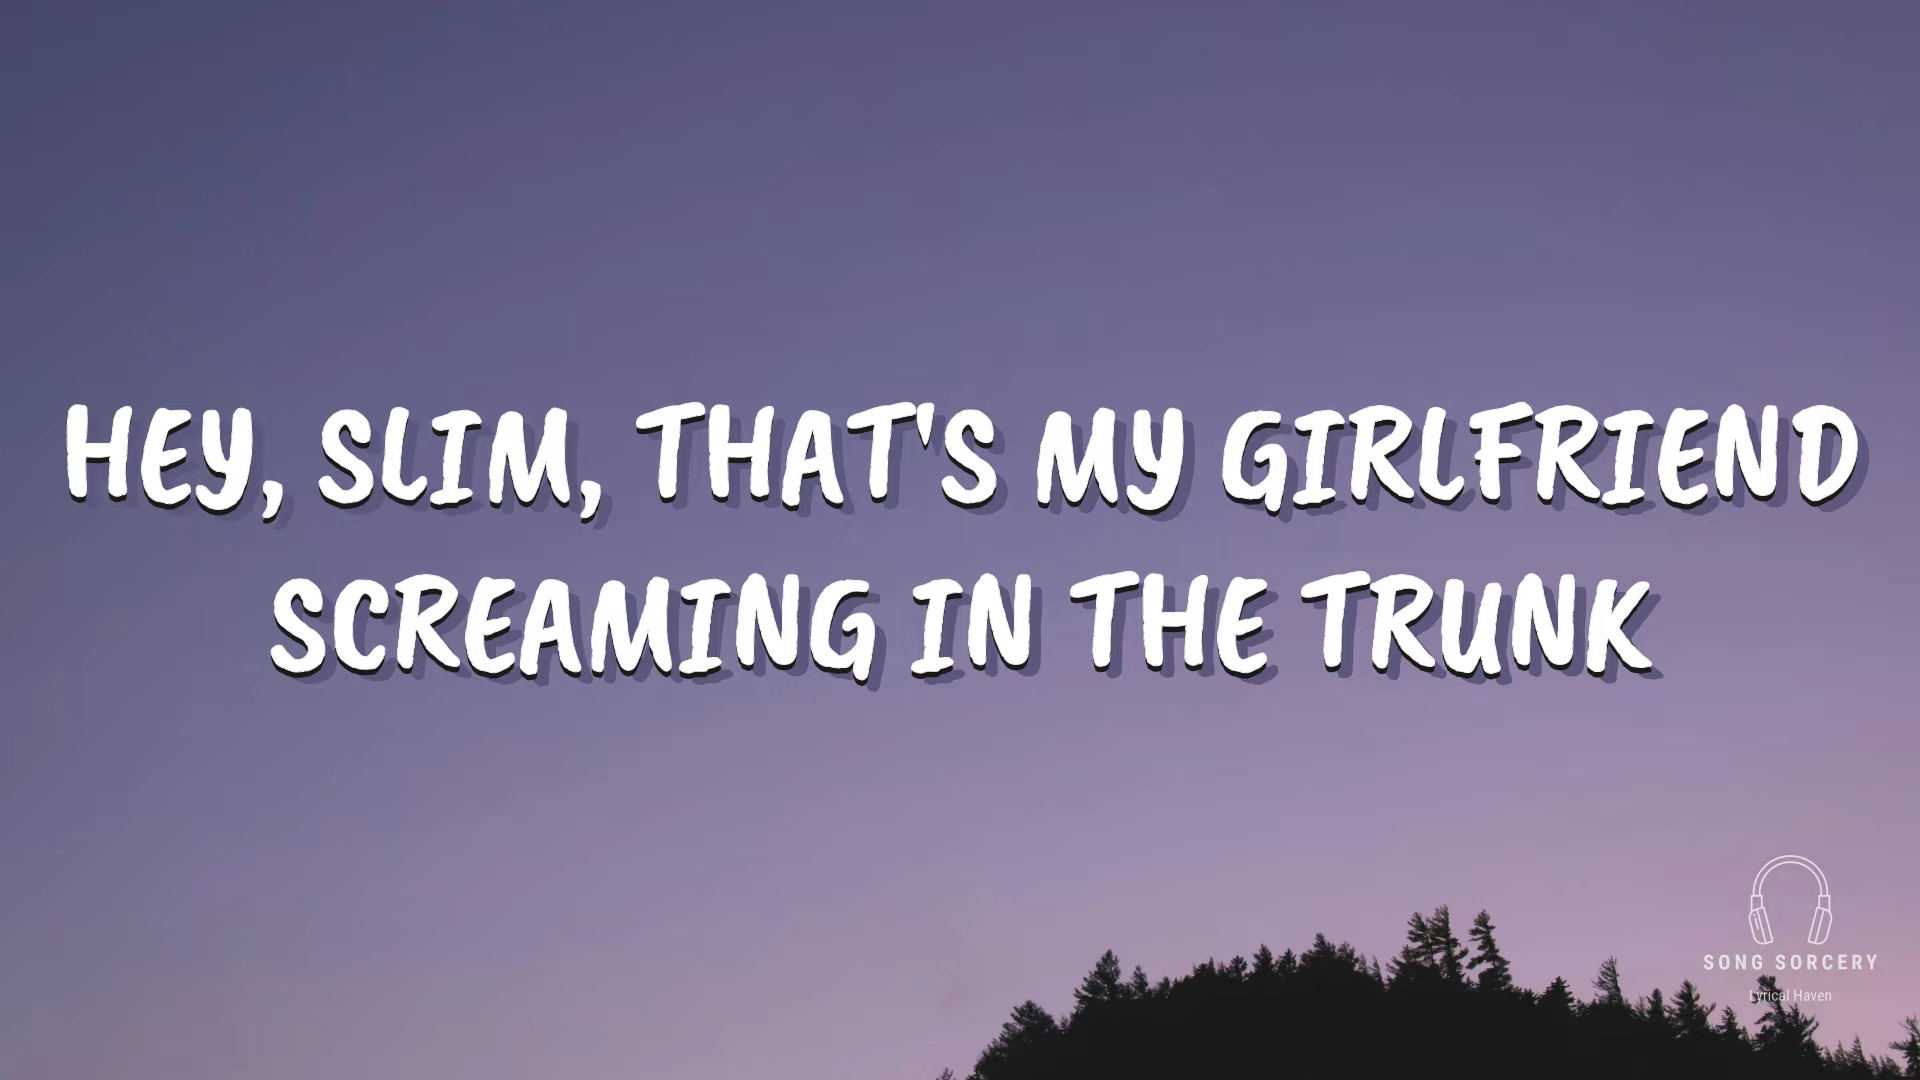 HEY, SLIM, THAT'S MY GIRLFRIEND
SCREAMING IN THE TRUNK
SONG SORCERY
Lyrical Haven